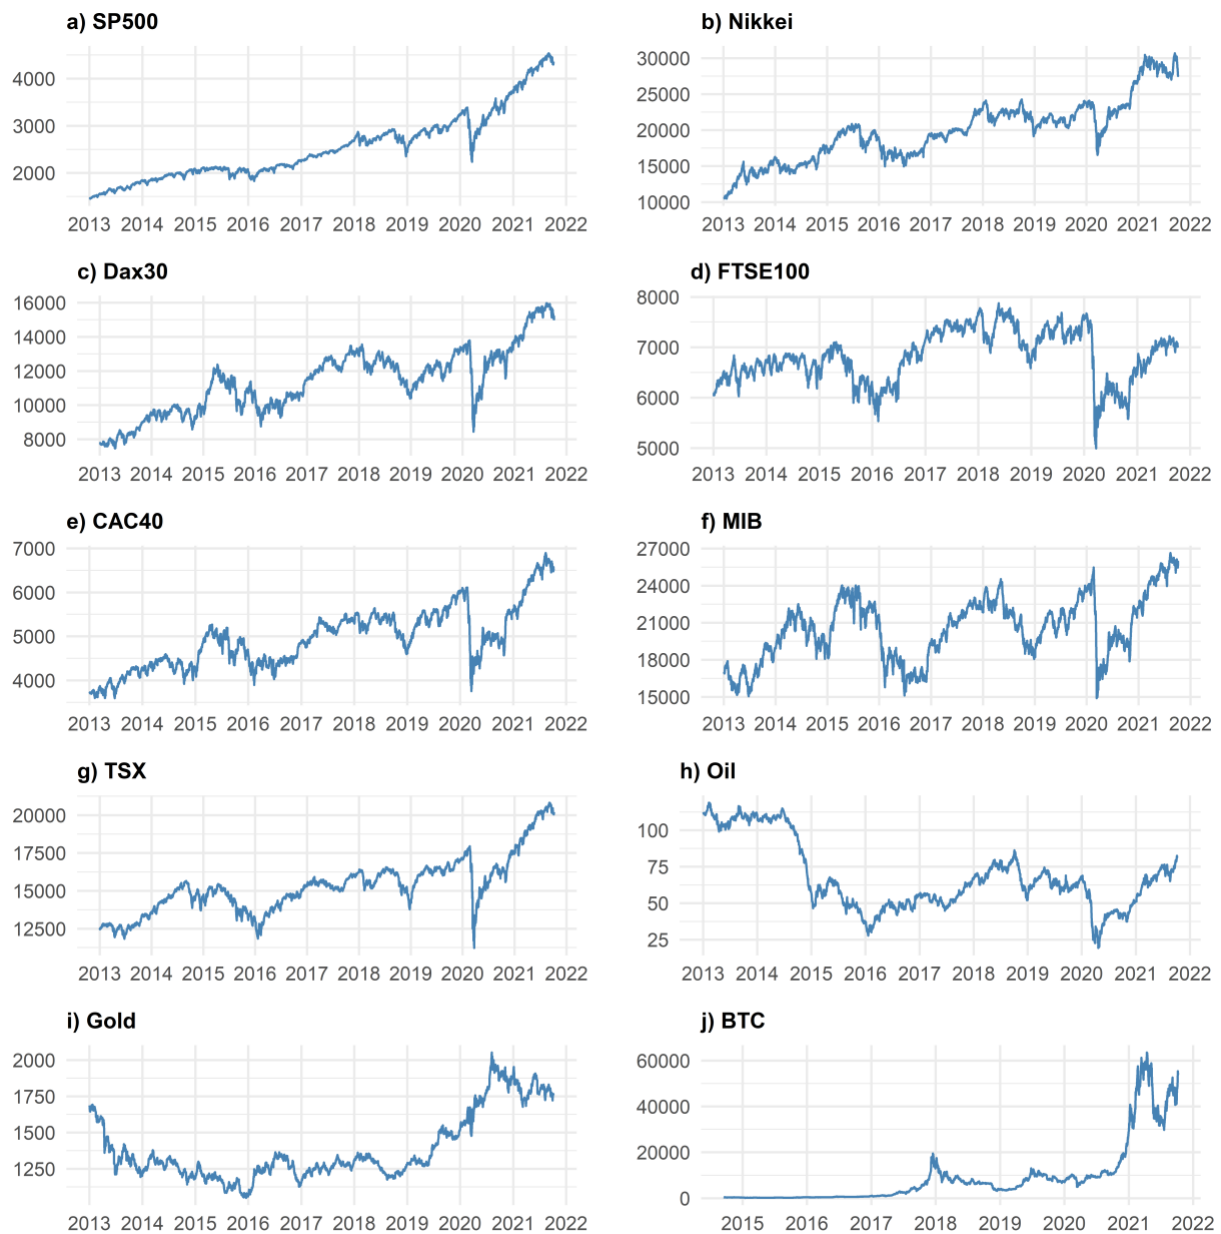 a) SP500
4000
3000
2000
2013 2014 2015 2016 2017 2018 2019 2020 2021 2022
b) Nikkei
30000
25000
20000
15000
10000
2013 2014 2015 2016 2017 2018 2019 2020 2021 2022
c) Dax30
16000
14000
12000
10000
8000
2013 2014 2015 2016 2017 2018 2019 2020 2021 2022
d) FTSE100
8000
7000
6000
5000
2013 2014 2015 2016 2017 2018 2019 2020 2021 2022
e) CAC40
7000
6000
5000
4000
2013 2014 2015 2016 2017 2018 2019 2020 2021 2022
f) MIB
27000
24000
21000
18000
15000
2013 2014 2015 2016 2017 2018 2019 2020 2021 2022
g) TSX
20000
17500
15000
12500
2013 2014 2015 2016 2017 2018 2019 2020 2021 2022
h) Oil
100
75
50
25
2013 2014 2015 2016 2017 2018 2019 2020 2021 2022
i) Gold
2000
1750
1500
1250
2013 2014 2015 2016 2017 2018 2019 2020 2021 2022
j) BTC
60000
40000
20000
0
2015 2016 2017 2018 2019 2020 2021 2022